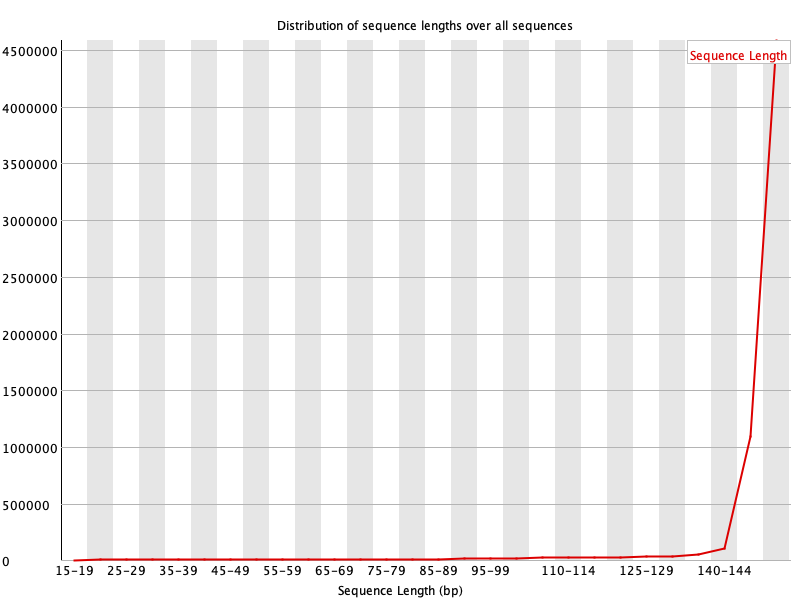 Distribution of sequence lengths over all sequences
Sequence Length
4500000
4000000
3500000
3000000
2500000
2000000
1500000
1000000
500000
0
15-19 25-29 35-39 45-49 55-59 65-69 75-79 85-89 95-99 110-114 125-129 140-144
Sequence Length (bp)